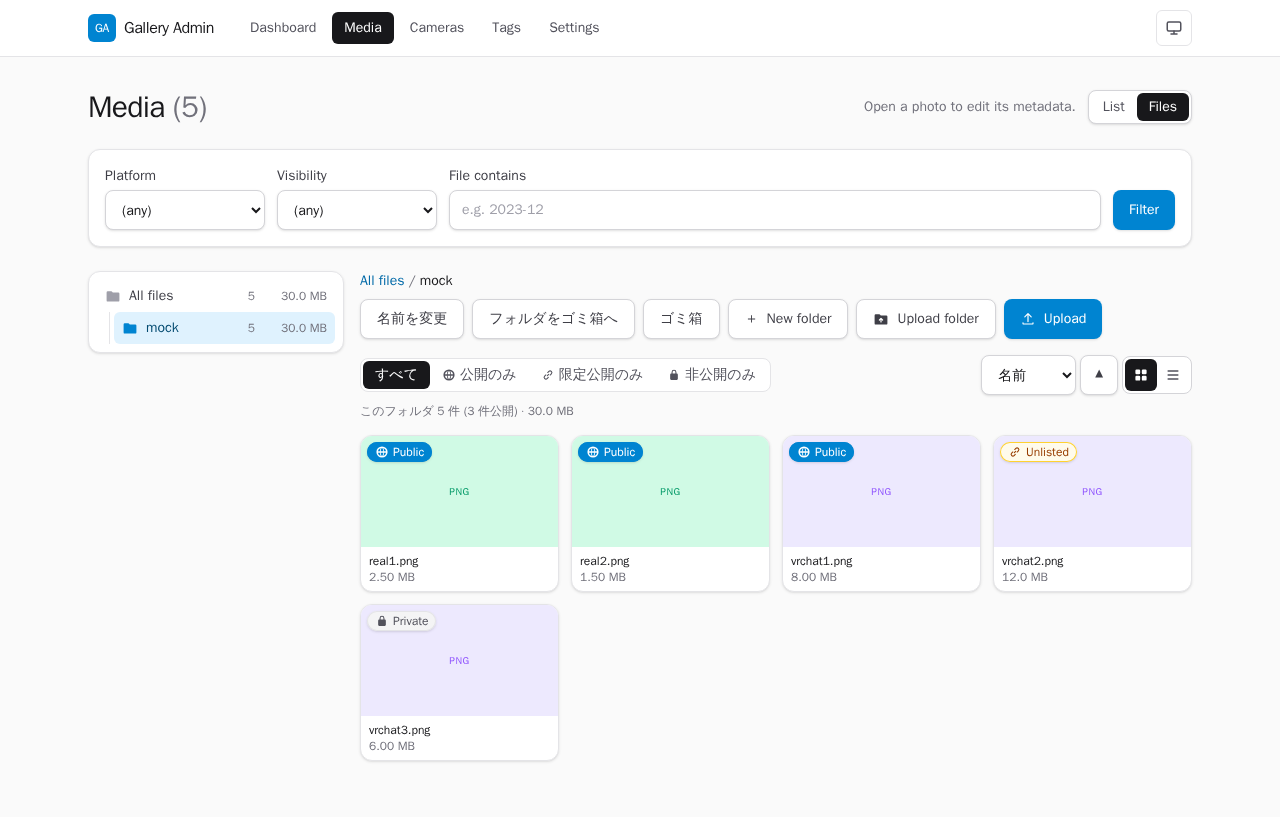 GA Gallery Admin Dashboard Media Cameras Tags Settings
Media (5) Open a photo to edit its metadata. List Files
Platform Visibility File contains
(any) (any) e.g. 2023-12 Filter
All files 5 30.0 MB
mock 5 30.0 MB
All files / mock
名前を変更 フォルダをゴミ箱へ ゴミ箱 + New folder Upload folder Upload
すべて 公開のみ 限定公開のみ 非公開のみ 名前 ▲
このフォルダ 5 件 (3 件公開) · 30.0 MB
Public Public Public Unlisted
PNG PNG PNG PNG
real1.png real2.png vrchat1.png vrchat2.png
2.50 MB 1.50 MB 8.00 MB 12.0 MB
Private
PNG
vrchat3.png
6.00 MB